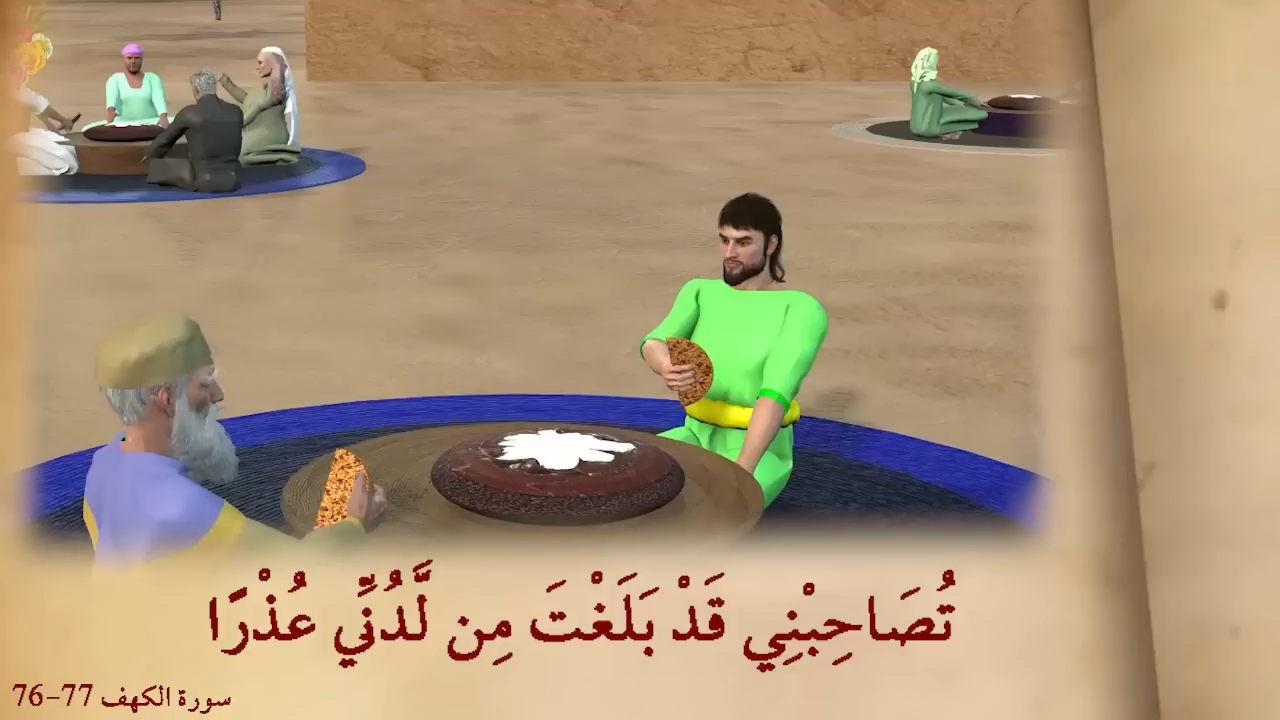 تُصَاحِبْنِي قَدْ بَلَغْتَ مِن لَّدُنِّي عُذْرًا
سورة الكهف 77-76